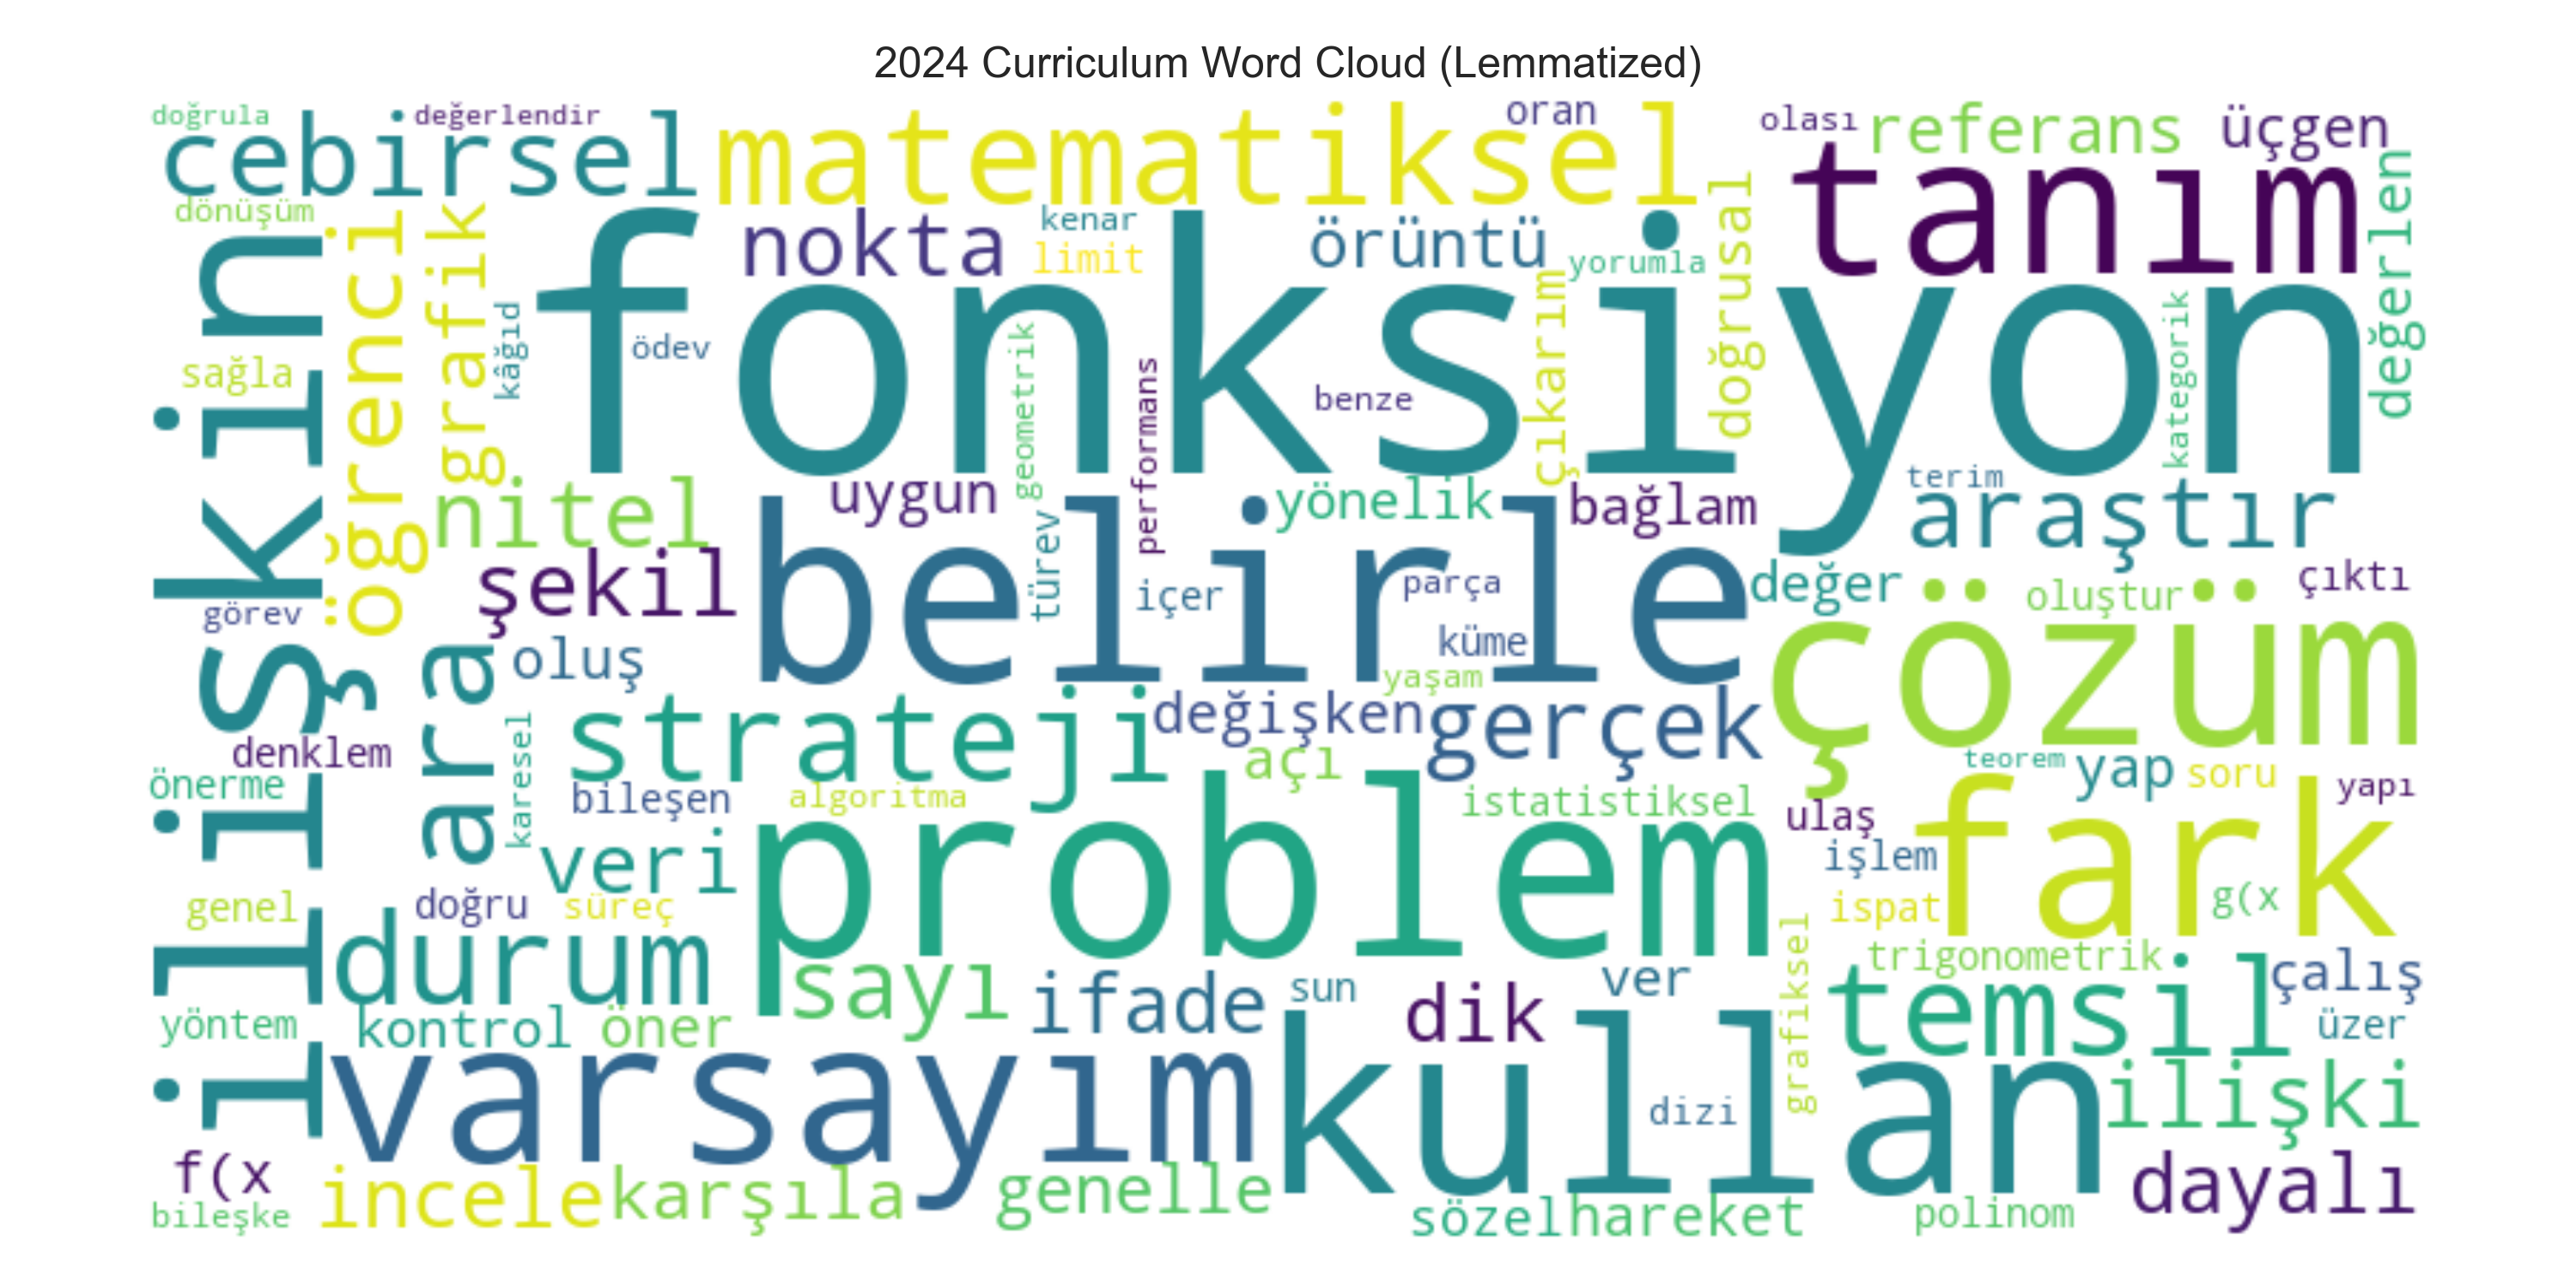 2024 Curriculum Word Cloud (Lemmatized)
doğrula
değerlendir
cebirsel
matematiksel
oran
olası
referans
üçgen
tanım
dönüşüm
ilişkin
öğrenci
grafik
kâğıd
nokta
kenar
limit
örüntü
yorumla
doğrusal
değerlen
fonksiyon
ödev
geometrik
performans
benze
çıkarım
kategorik
sağla
nitel
uygun
yönelik
bağlam
terim
araştır
şekil
belirle
türev
içer
parça
küme
yaşam
değer
oluştur
çıktı
çözüm
görev
ara
oluş
strateji
değişken
gerçek
açı
denklem
önerme
karesel
bileşen
algoritma
istatistiksel
teorem
yap
soru
yapı
ulaş
işlem
fark
ispat
g(x
veri
problem
genel
doğru
süreç
durum
sayı
ifade
sun
dik
ver
grafiksel
trigonometrik
temsil
çalış
üzer
yöntem
kontrol
öner
varsayım
kullan
dizi
ilişki
f(x
bileşke
incele
karşıla
genelle
sözel
hareket
polinom
dayalı